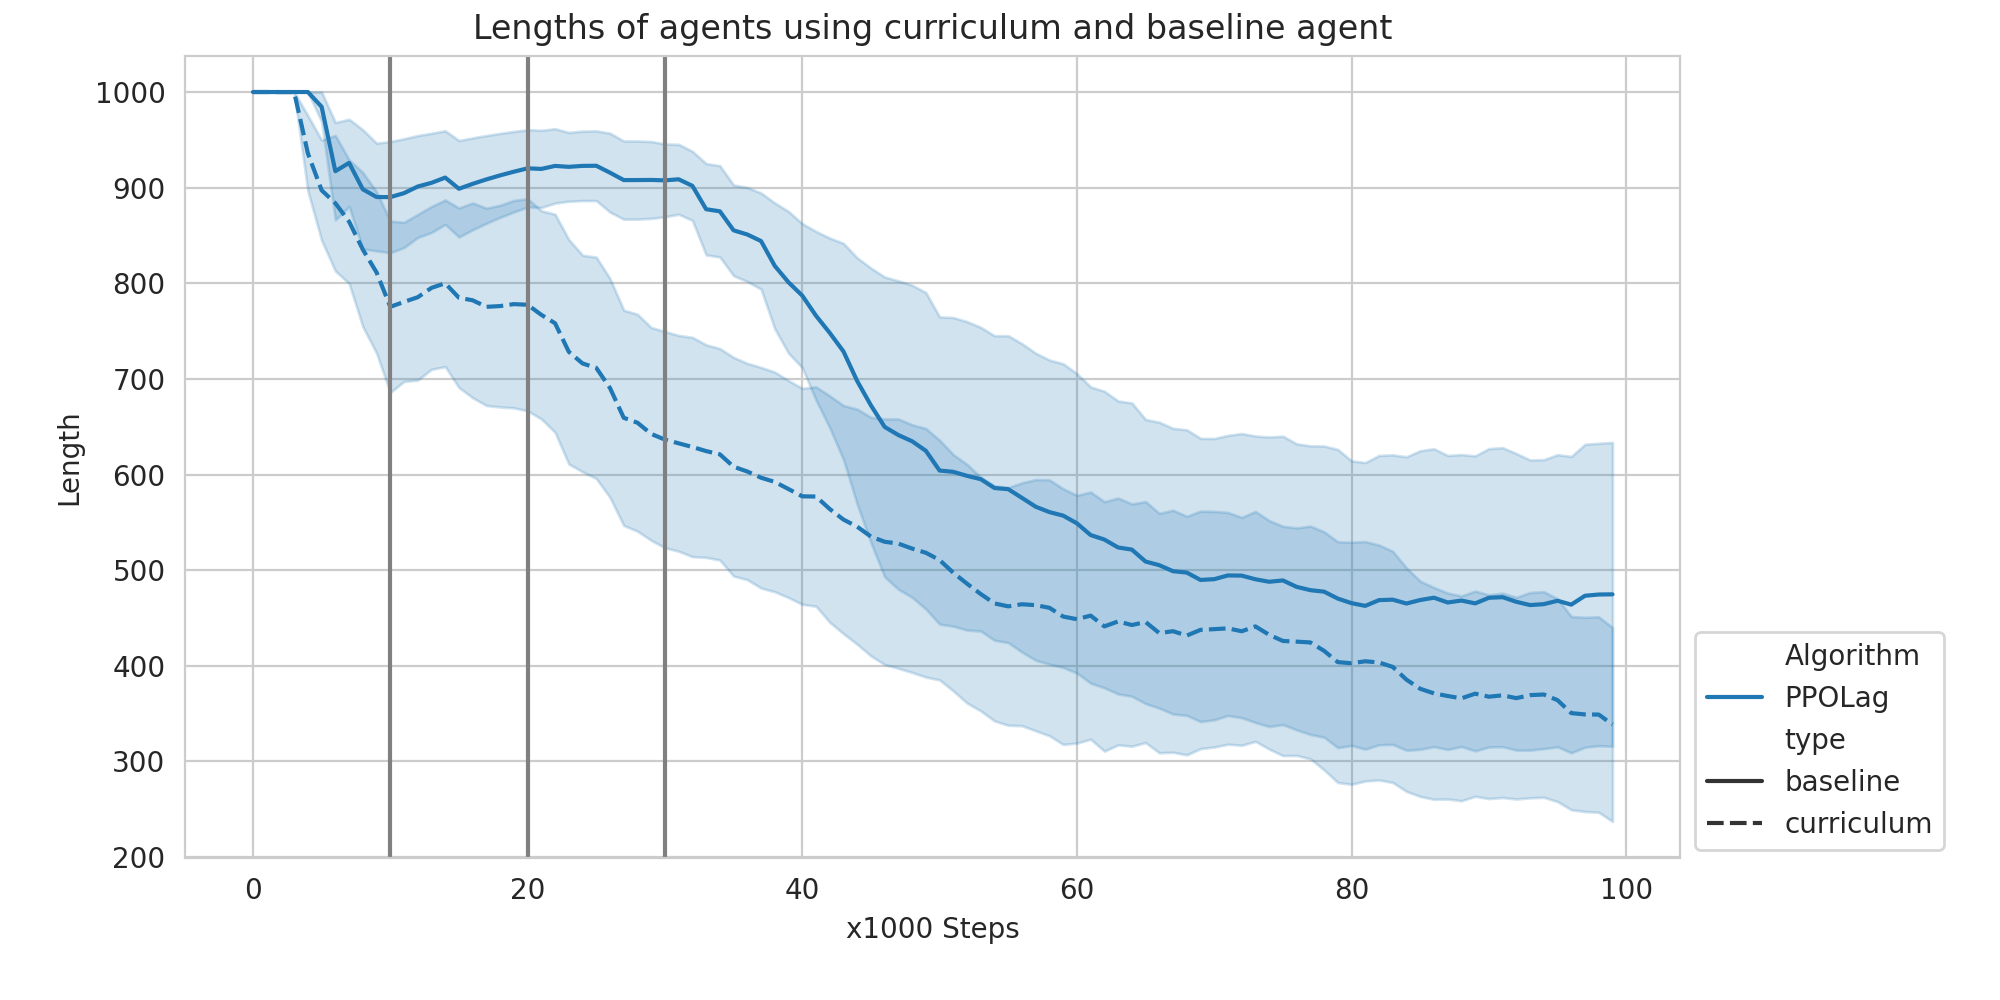 Lengths of agents using curriculum and baseline agent
1000
900
800
700
600
500
400
300
200
Length
0 20 40 60 80 100
x1000 Steps
Algorithm
PPOLag
type
baseline
curriculum